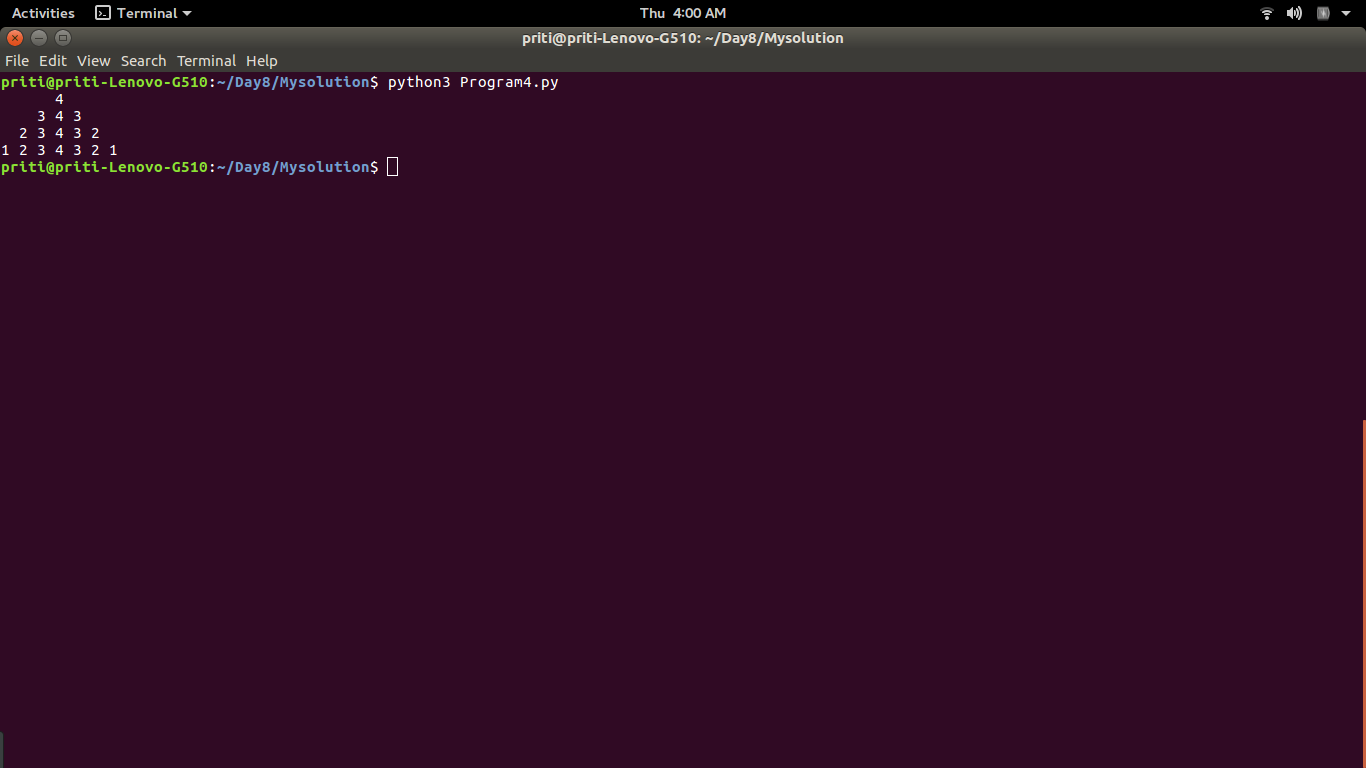 Activities Terminal Thu 4:00 AM
priti@priti-Lenovo-G510: ~/Day8/Mysolution
File Edit View Search Terminal Help
priti@priti-Lenovo-G510:~/Day8/Mysolution$ python3 Program4.py
      4
    3 4 3
  2 3 4 3 2
1 2 3 4 3 2 1
priti@priti-Lenovo-G510:~/Day8/Mysolution$